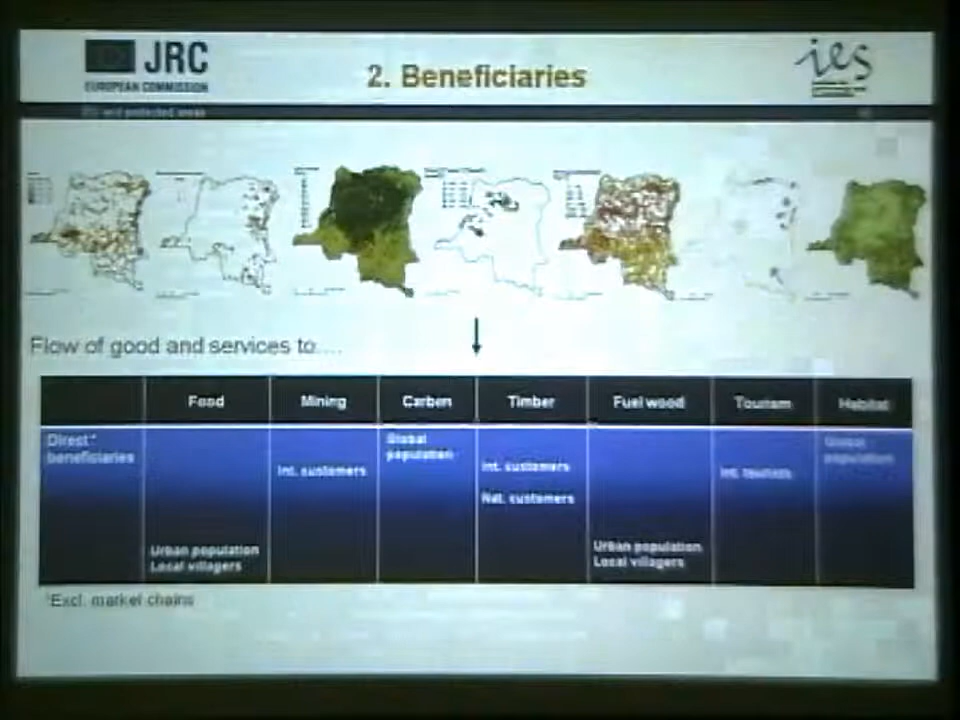 JRC
EUROPEAN COMMISSION
2. Beneficiaries
ies
Flow of good and services to....
Food Mining Carbon Timber Fuel wood Tourism Habitat
Direct*
beneficiaries
Global
population
Global
population
Int. customers
Int. customers
Int. tourists
Nat. customers
Urban population
Local villagers
Urban population
Local villagers
*Excl. market chains